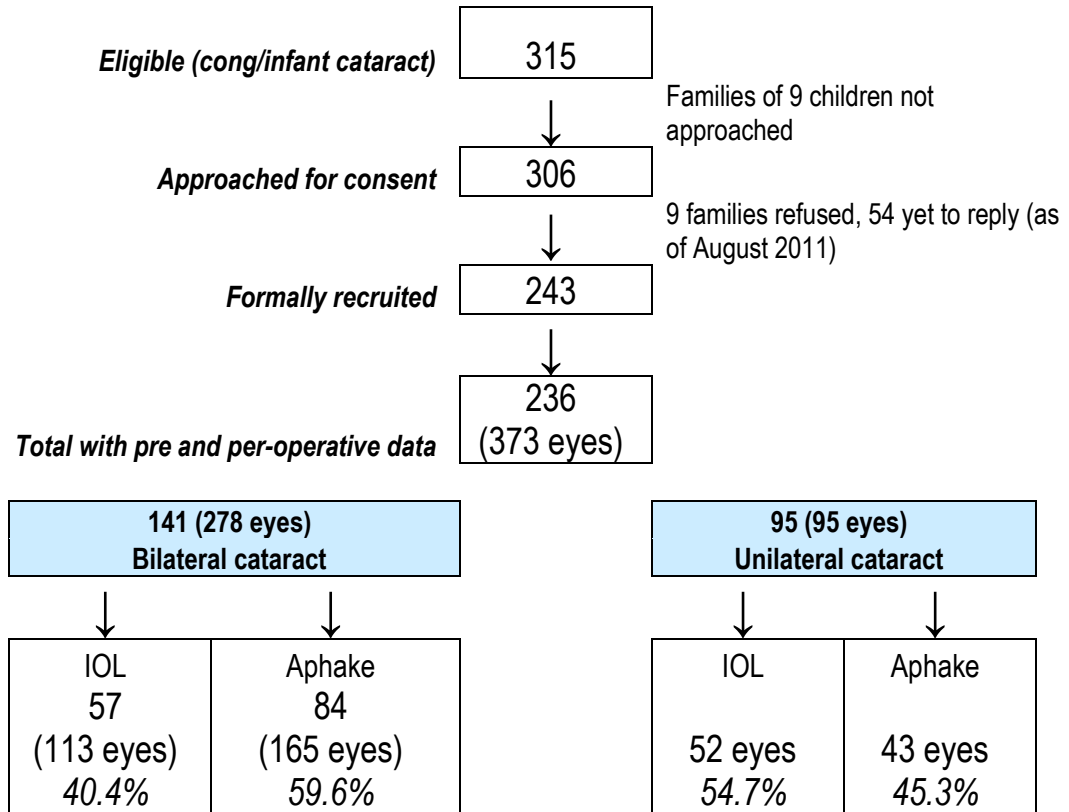 Eligible (cong/infant cataract)
315
Families of 9 children not
approached
Approached for consent
306
9 families refused, 54 yet to reply (as
of August 2011)
Formally recruited
243
Total with pre and per-operative data
236
(373 eyes)
141 (278 eyes)
Bilateral cataract
95 (95 eyes)
Unilateral cataract
IOL
57
(113 eyes)
40.4%
Aphake
84
(165 eyes)
59.6%
IOL
52 eyes
54.7%
Aphake
43 eyes
45.3%